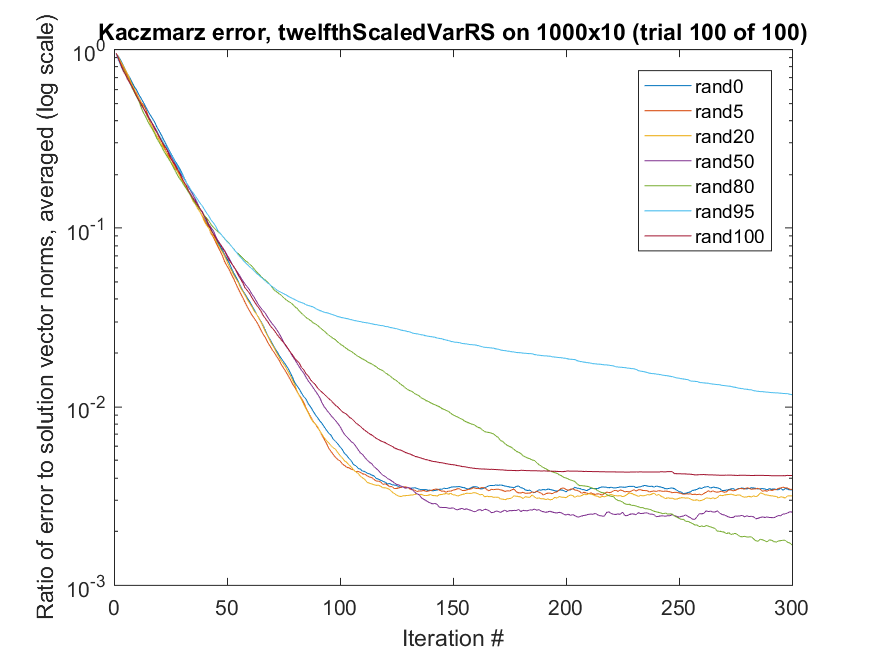 Kaczmarz error, twelfthScaledVarRS on 1000x10 (trial 100 of 100)
Ratio of error to solution vector norms, averaged (log scale)
10^0
10^-1
10^-2
10^-3
rand0
rand5
rand20
rand50
rand80
rand95
rand100
0 50 100 150 200 250 300
Iteration #